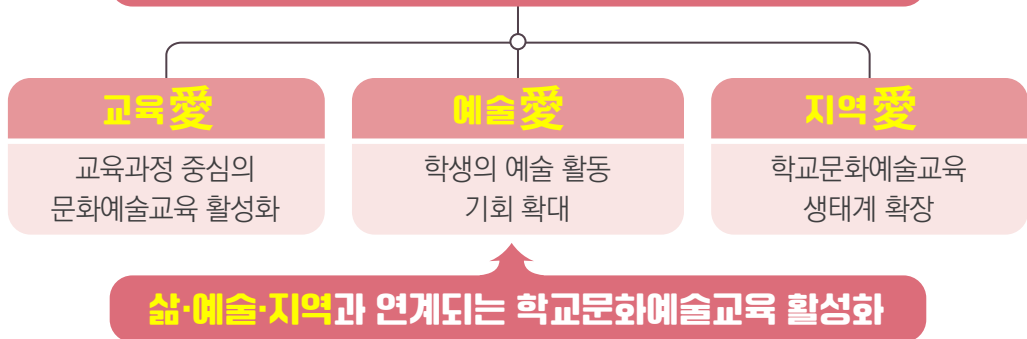 교육愛
교육과정 중심의
문화예술교육 활성화
예술愛
학생의 예술 활동
기회 확대
지역愛
학교문화예술교육
생태계 확장
삶·예술·지역과 연계되는 학교문화예술교육 활성화